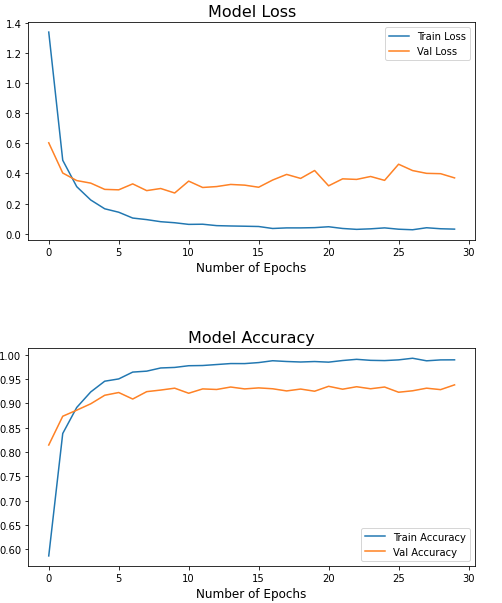 Model Loss
1.4
1.2
1.0
0.8
0.6
0.4
0.2
0.0
Train Loss
Val Loss
0 5 10 15 20 25 30
Number of Epochs
Model Accuracy
1.00
0.95
0.90
0.85
0.80
0.75
0.70
0.65
0.60
Train Accuracy
Val Accuracy
0 5 10 15 20 25 30
Number of Epochs